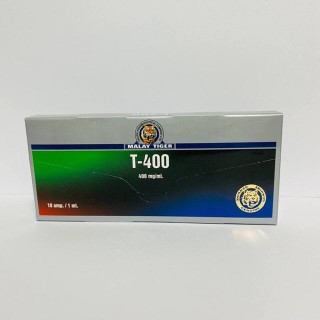 MALAY TIGER
T-400
400 mg/mL
10 amp. / 1 ml.